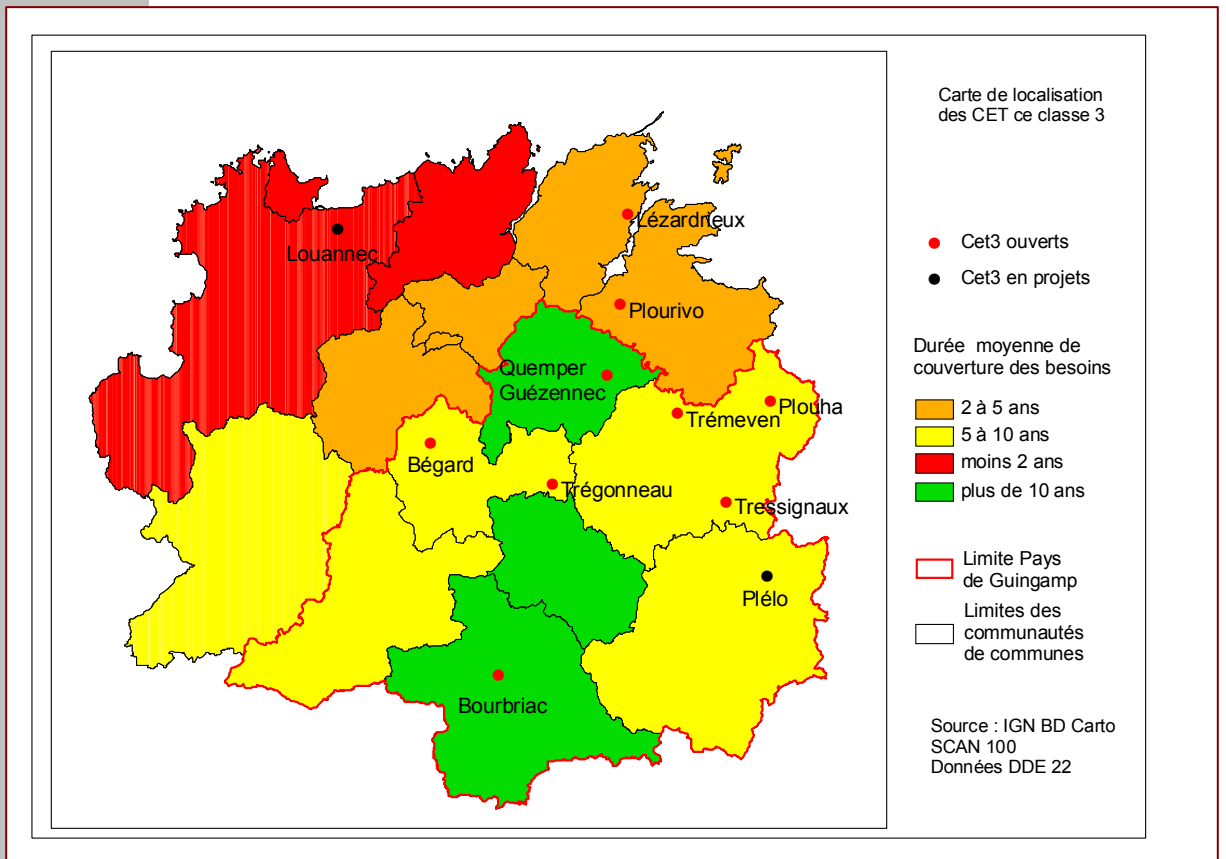 Carte de localisation
des CET ce classe 3
Lézardrieux
Louannec
Cet3 ouverts
Cet3 en projets
Plourivo
Durée moyenne de
couverture des besoins
Quemper
Guézennec
2 à 5 ans
Plouha
Trémeven
5 à 10 ans
Bégard
moins 2 ans
Trégonneau
plus de 10 ans
Tressignaux
Limite Pays
de Guingamp
Plélo
Limites des
communautés
de communes
Bourbriac
Source : IGN BD Carto
SCAN 100
Données DDE 22